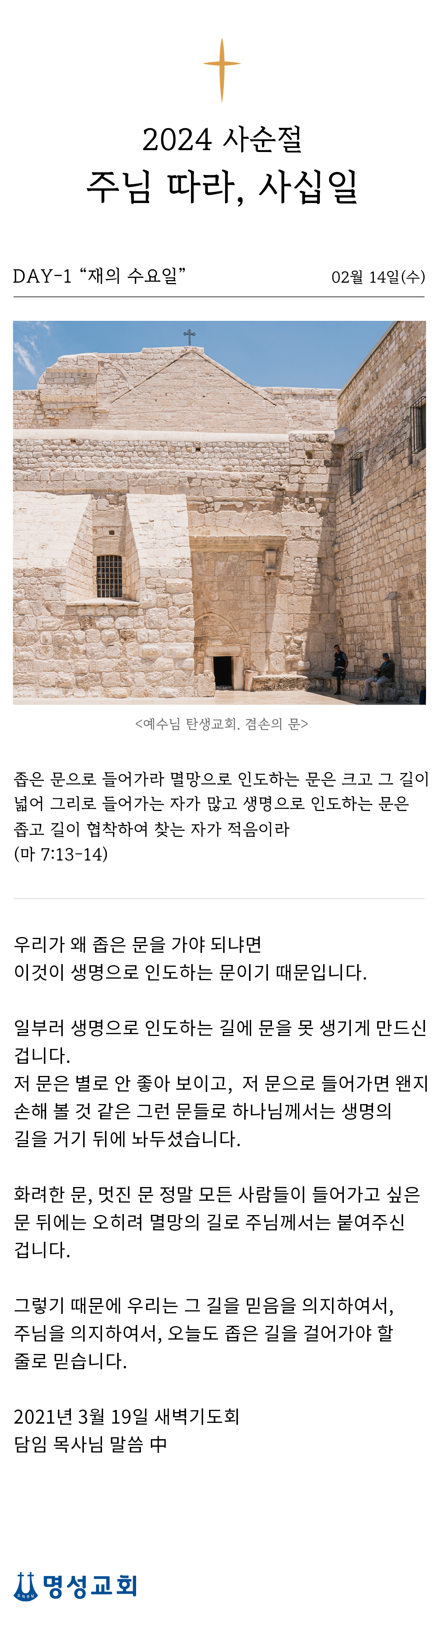 2024 사순절
주님 따라, 사십일
DAY-1 “재의 수요일”
02월 14일(수)
<예수님 탄생교회. 겸손의 문>
좁은 문으로 들어가라 멸망으로 인도하는 문은 크고 그 길이
넓어 그리로 들어가는 자가 많고 생명으로 인도하는 문은
좁고 길이 협착하여 찾는 자가 적음이라
(마 7:13-14)
우리가 왜 좁은 문을 가야 되냐면
이것이 생명으로 인도하는 문이기 때문입니다.
일부러 생명으로 인도하는 길에 문을 못 생기게 만드신
겁니다.
저 문은 별로 안 좋아 보이고, 저 문으로 들어가면 왠지
손해 볼 것 같은 그런 문들로 하나님께서는 생명의
길을 거기 뒤에 놔두셨습니다.
화려한 문, 멋진 문 정말 모든 사람들이 들어가고 싶은
문 뒤에는 오히려 멸망의 길로 주님께서는 붙여주신
겁니다.
그렇기 때문에 우리는 그 길을 믿음을 의지하여서,
주님을 의지하여서, 오늘도 좁은 길을 걸어가야 할
줄로 믿습니다.
2021년 3월 19일 새벽기도회
담임 목사님 말씀 中
명성교회